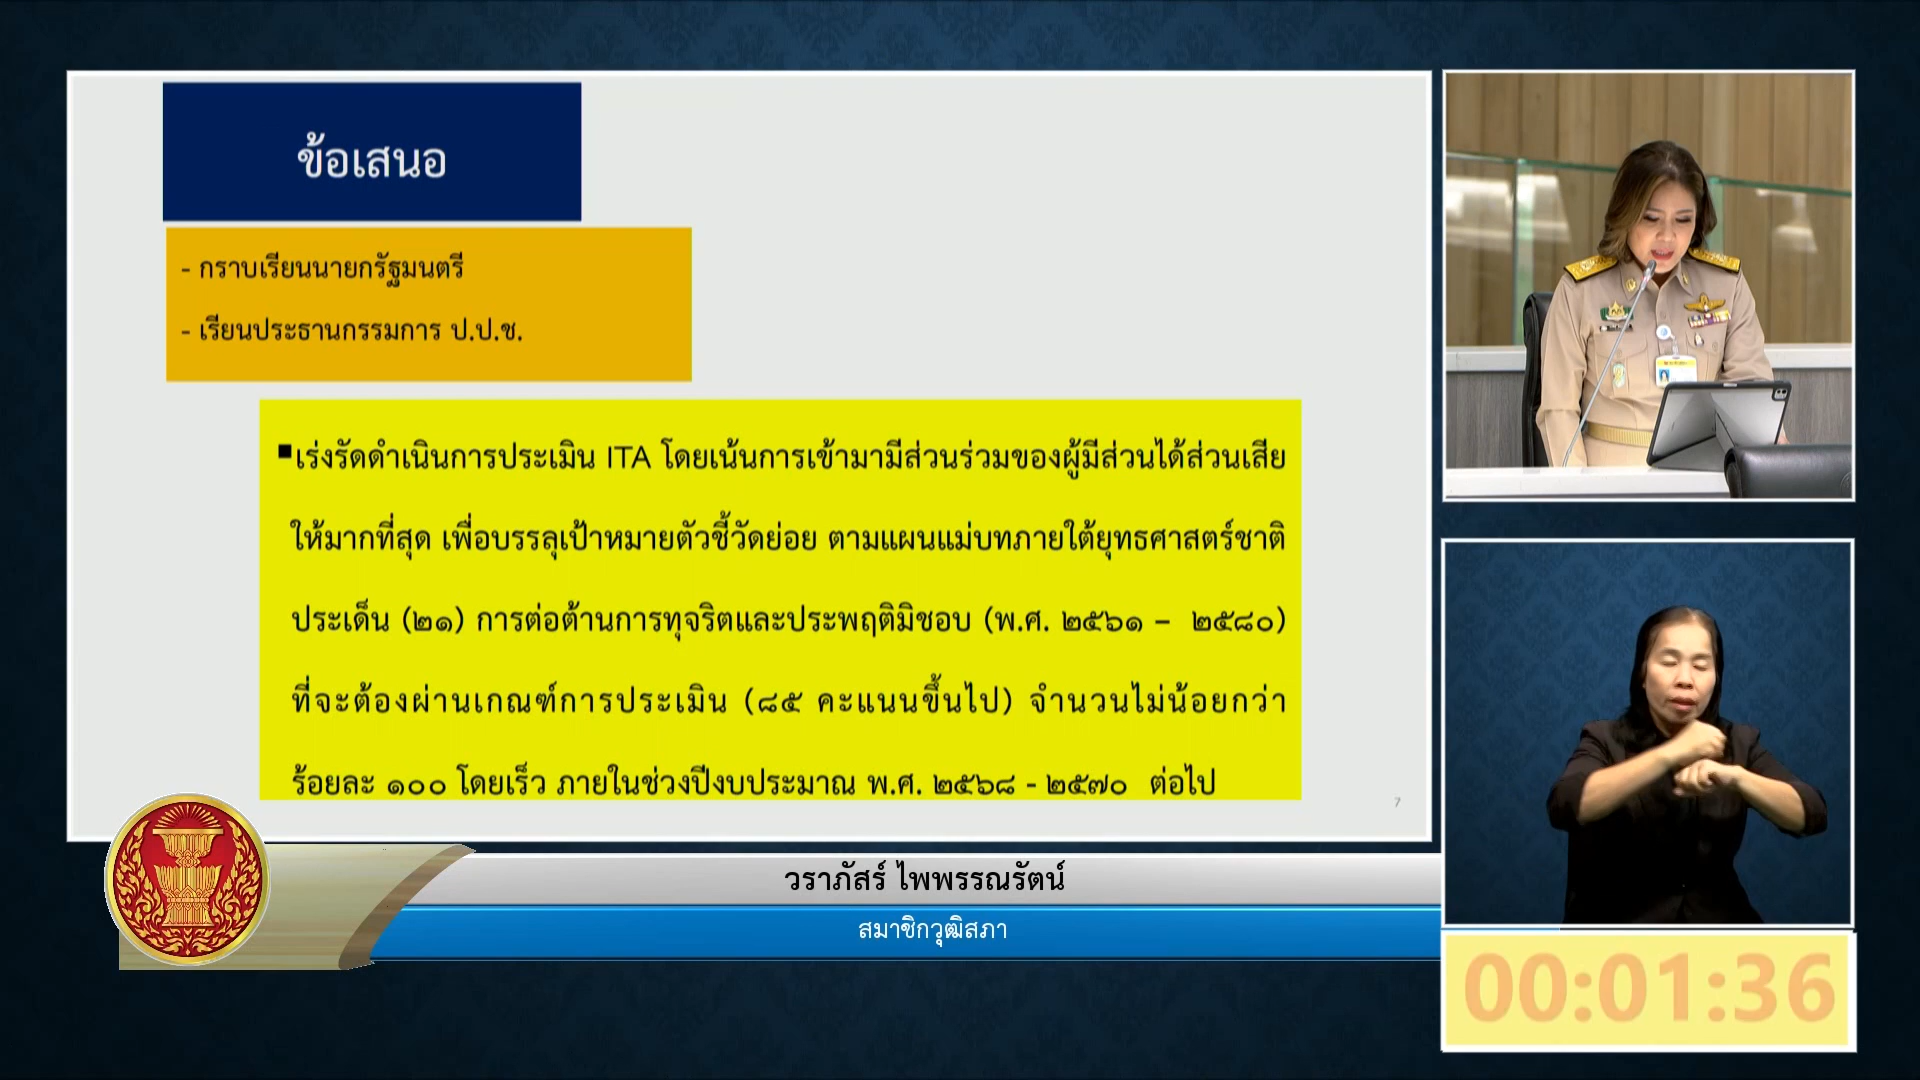 ข้อเสนอ
- กราบเรียนนายกรัฐมนตรี
- เรียนประธานกรรมการ ป.ป.ช.
▪เร่งรัดดำเนินการประเมิน ITA โดยเน้นการเข้ามามีส่วนร่วมของผู้มีส่วนได้ส่วนเสีย
ให้มากที่สุด เพื่อบรรลุเป้าหมายตัวชี้วัดย่อย ตามแผนแม่บทภายใต้ยุทธศาสตร์ชาติ
ประเด็น (๒๑) การต่อต้านการทุจริตและประพฤติมิชอบ (พ.ศ. ๒๕๖๑ – ๒๕๘๐)
ที่จะต้องผ่านเกณฑ์การประเมิน (๘๕ คะแนนขึ้นไป) จำนวนไม่น้อยกว่า
ร้อยละ ๑๐๐ โดยเร็ว ภายในช่วงปีงบประมาณ พ.ศ. ๒๕๖๘ - ๒๕๗๐ ต่อไป
7
วราภัสร์ ไพพรรณรัตน์
สมาชิกวุฒิสภา
00:01:36